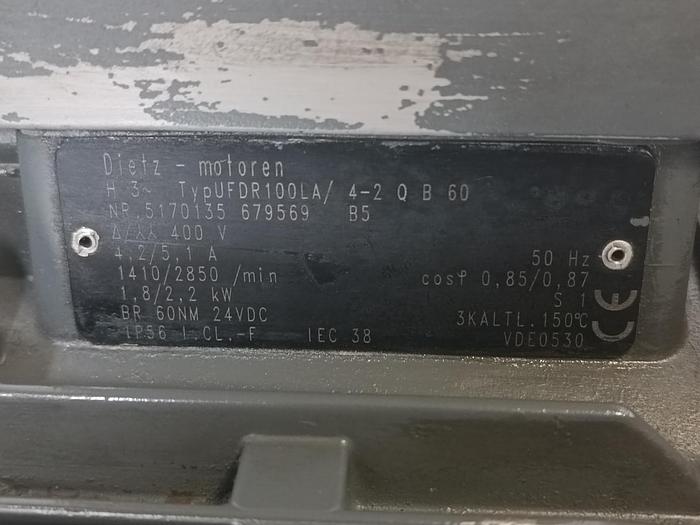 Dietz - motoren
H 3~ TypUFDR100LA/ 4-2 Q B 60
NR.5170135 679569 B5
Δ/⅄⅄ 400 V
4,2/5,1 A 50 Hz
1410/2850 /min cosf 0,85/0,87
1,8/2,2 kW S 1
BR 60NM 24VDC 3KALTL.150°C
IP56 I.CL.-F IEC 38 VDE0530
CE